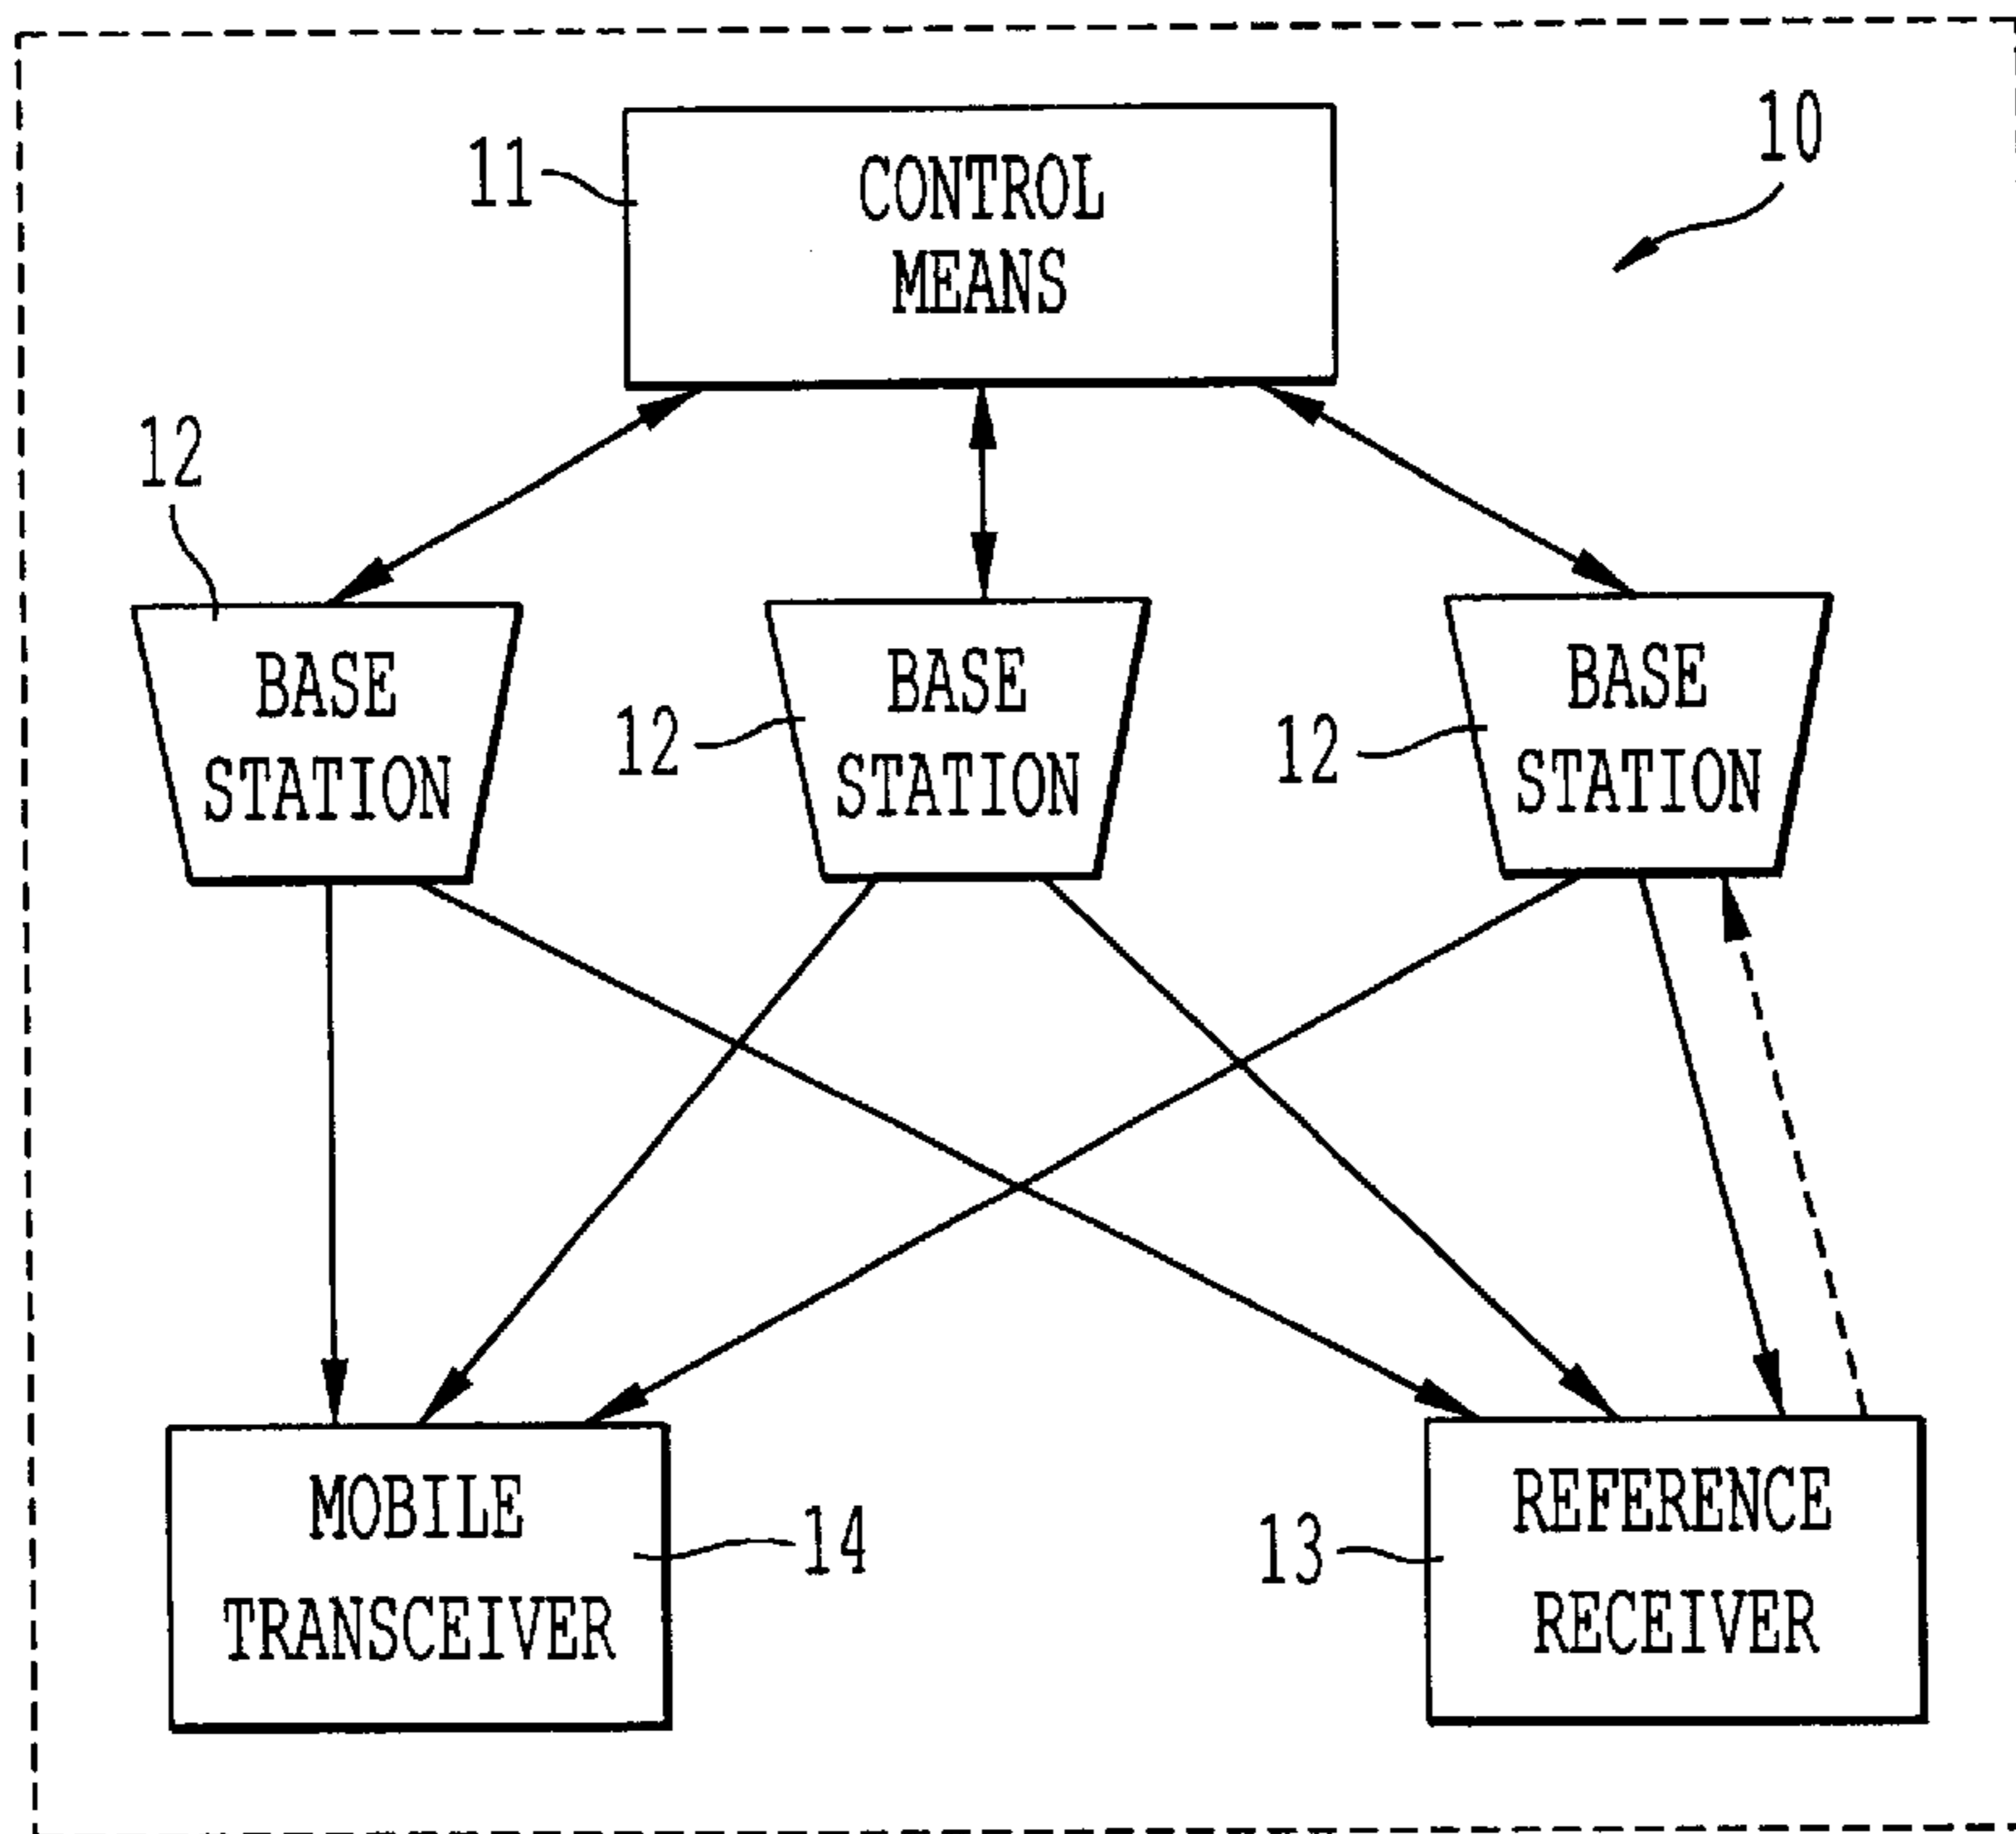 10
11
CONTROL
MEANS
12
BASE
STATION
12
BASE
STATION
12
BASE
STATION
MOBILE
TRANSCEIVER
14
13
REFERENCE
RECEIVER